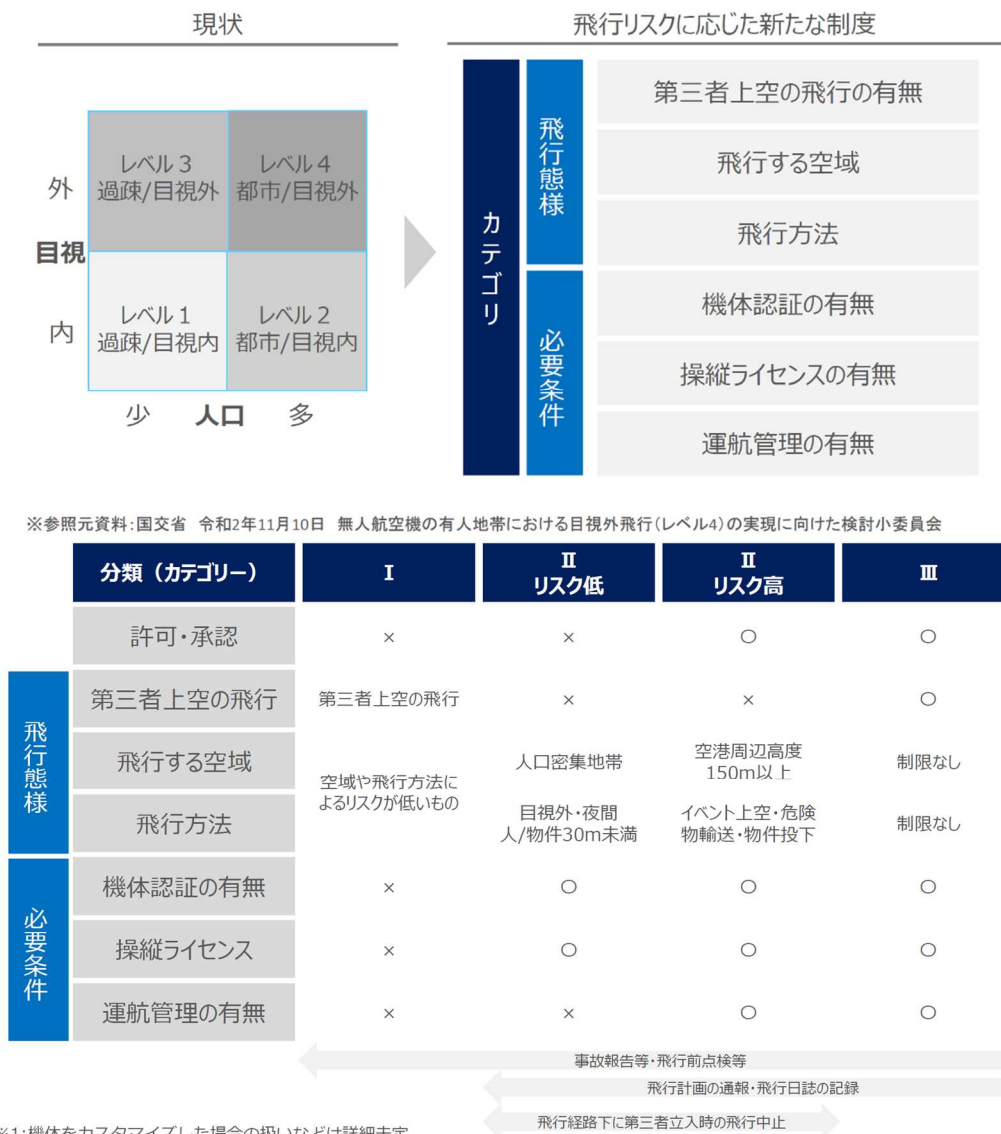 現状
飛行リスクに応じた新たな制度
外
目視
内
レベル 3
過疎/目視外
レベル 4
都市/目視外
レベル 1
過疎/目視内
レベル 2
都市/目視内
少 人口 多
カテゴリ
飛行態様
必要条件
第三者上空の飛行の有無
飛行する空域
飛行方法
機体認証の有無
操縦ライセンスの有無
運航管理の有無
※参照元資料:国交省 令和2年11月10日 無人航空機の有人地帯における目視外飛行(レベル4)の実現に向けた検討小委員会
分類(カテゴリー) Ⅰ Ⅱ Ⅱ Ⅲ
リスク低 リスク高
許可・承認 × × ○ ○
飛行態様
第三者上空の飛行 第三者上空の飛行 × × ○
飛行する空域 人口密集地帯 空港周辺高度 制限なし
150m以上
空域や飛行方法に
よるリスクが低いもの
飛行方法 目視外・夜間 イベント上空・危険 制限なし
人/物件30m未満 物輸送・物件投下
必要条件
機体認証の有無 × ○ ○ ○
操縦ライセンス × ○ ○ ○
運航管理の有無 × × ○ ○
事故報告等・飛行前点検等
飛行計画の通報・飛行日誌の記録
飛行経路下に第三者立入時の飛行中止